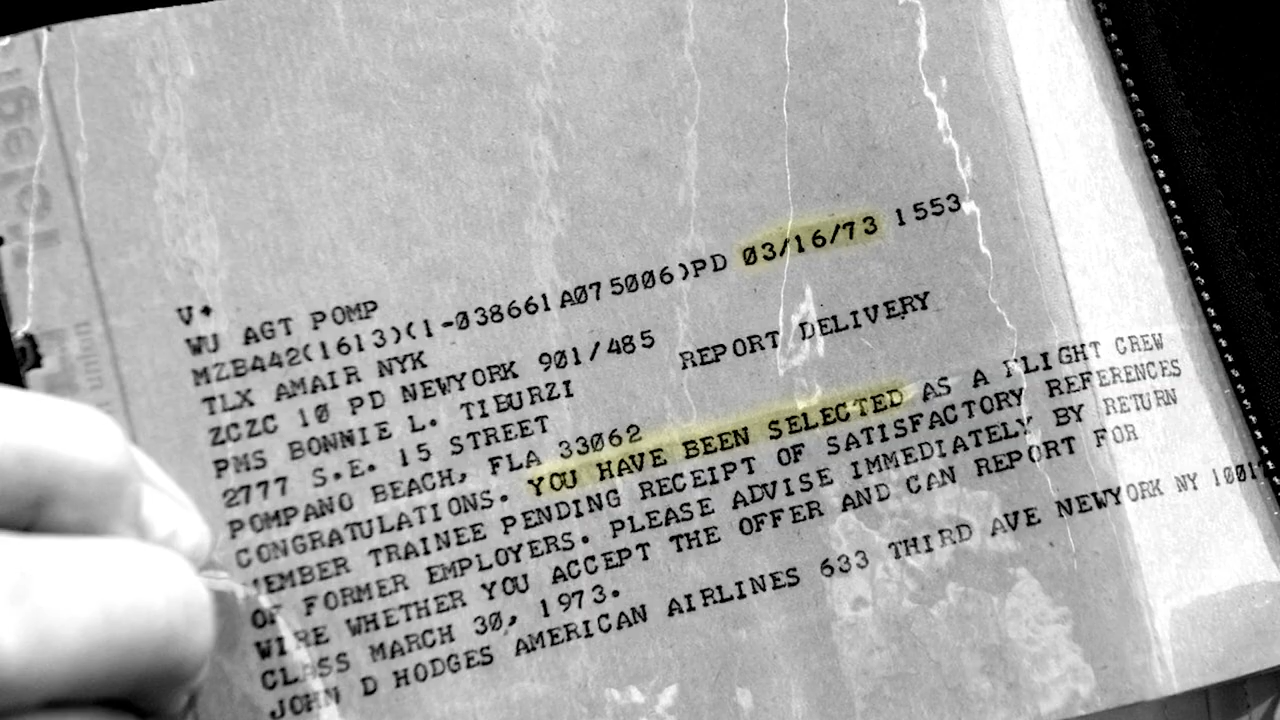 V+
WU AGT POMP
MZB442(1613)(1-038661A075006)PD 03/16/73 1553
TLX AMAIR NYK
ZCZC 10 PD NEWYORK 901/485
PMS BONNIE L. TIBURZI REPORT DELIVERY
2777 S.E. 15 STREET
POMPANO BEACH, FLA 33062
CONGRATULATIONS. YOU HAVE BEEN SELECTED AS A FLIGHT CREW
MEMBER TRAINEE PENDING RECEIPT OF SATISFACTORY REFERENCES
OF FORMER EMPLOYERS. PLEASE ADVISE IMMEDIATELY BY RETURN
WIRE WHETHER YOU ACCEPT THE OFFER AND CAN REPORT FOR
CLASS MARCH 30, 1973.
JOHN D HODGES AMERICAN AIRLINES 633 THIRD AVE NEWYORK NY 10017